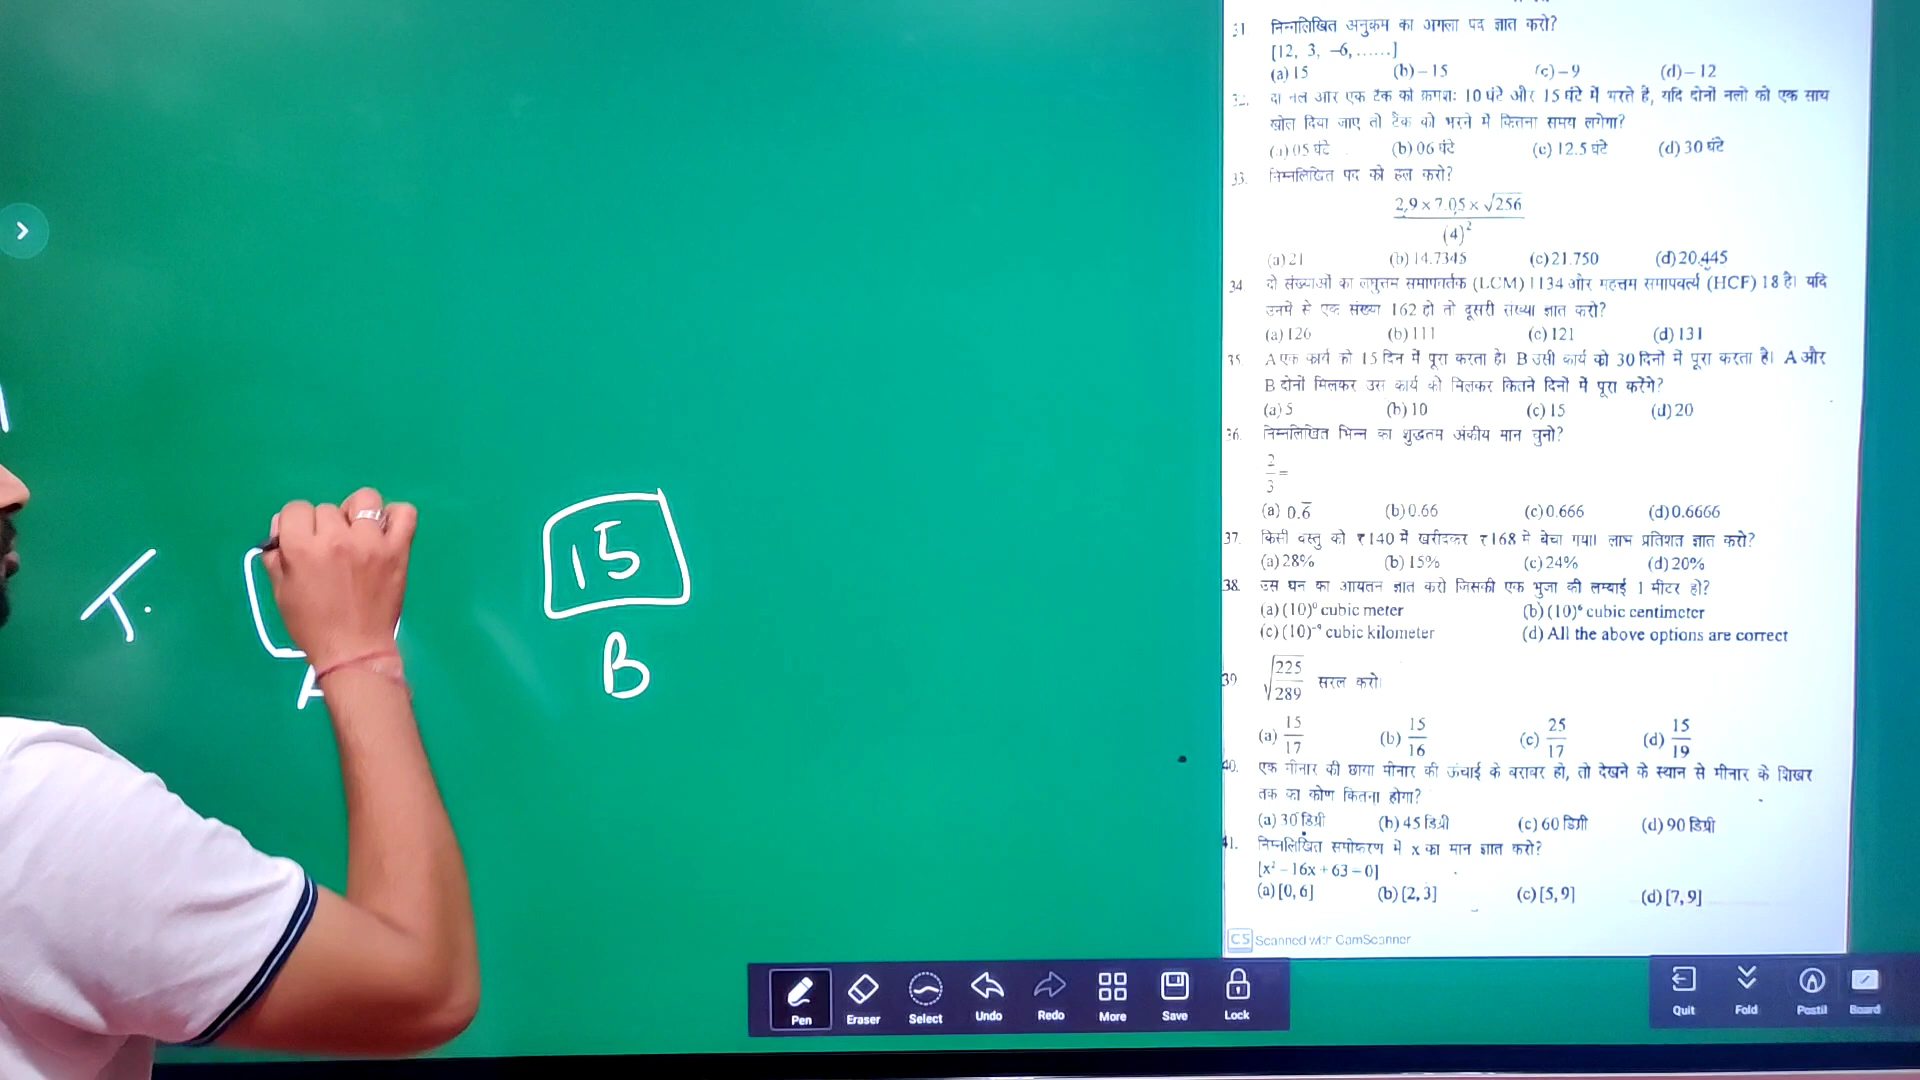 T.
15
B
31 निम्नलिखित अनुक्रम का अगला पद ज्ञात करो?
[12, 3, –6,......]
(a) 15 (b) – 15 (c) – 9 (d) – 12
32. दो नल और एक टैंक को क्रमशः 10 घंटे और 15 घंटे में भरते है, यदि दोनों नलों को एक साथ
खोल दिया जाए तो टैंक को भरने में कितना समय लगेगा?
(a) 05 घंटे (b) 06 घंटे (c) 12.5 घंटे (d) 30 घंटे
33. निम्नलिखित पद को हल करो?
2.9 × 7.05 × √256
(4)²
(a) 21 (b) 14.7345 (c) 21.750 (d) 20.445
34 दो संख्याओं का लघुत्तम समापवर्तक (LCM) 1134 और महत्तम समापवर्त्य (HCF) 18 है। यदि
उनमें से एक संख्या 162 हो तो दूसरी संख्या ज्ञात करो?
(a) 126 (b) 111 (c) 121 (d) 131
35. A एक कार्य को 15 दिन में पूरा करता है। B उसी कार्य को 30 दिनों में पूरा करता है। A और
B दोनों मिलकर उस कार्य को मिलकर कितने दिनों में पूरा करेंगे?
(a) 5 (b) 10 (c) 15 (d) 20
36. निम्नलिखित भिन्न का शुद्धतम अंकीय मान चुनो?
2
3 =
(a) 0.6̅ (b) 0.66 (c) 0.666 (d) 0.6666
37. किसी वस्तु को ₹ 140 में खरीदकर ₹ 168 में बेचा गया। लाभ प्रतिशत ज्ञात करो?
(a) 28% (b) 15% (c) 24% (d) 20%
38. उस घन का आयतन ज्ञात करो जिसकी एक भुजा की लम्बाई 1 मीटर हो?
(a) (10)⁰ cubic meter (b) (10)⁶ cubic centimeter
(c) (10)⁻⁹ cubic kilometer (d) All the above options are correct
39 √225/289 सरल करो।
(a) 15/17 (b) 15/16 (c) 25/17 (d) 15/19
40. एक मीनार की छाया मीनार की ऊंचाई के बराबर हो, तो देखने के स्थान से मीनार के शिखर
तक का कोण कितना होगा?
(a) 30 डिग्री (b) 45 डिग्री (c) 60 डिग्री (d) 90 डिग्री
41. निम्नलिखित समीकरण में x का मान ज्ञात करो?
[x² – 16x + 63 – 0]
(a) [0, 6] (b) [2, 3] (c) [5, 9] (d) [7, 9]
CS Scanned with CamScanner
Pen Eraser Select Undo Redo More Save Lock
Quit Fold Postil Board